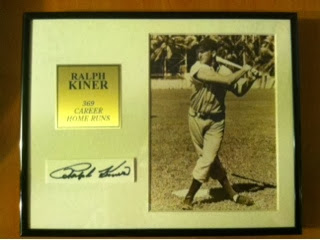 RALPH
KINER
369
CAREER
HOME RUNS
Ralph Kiner